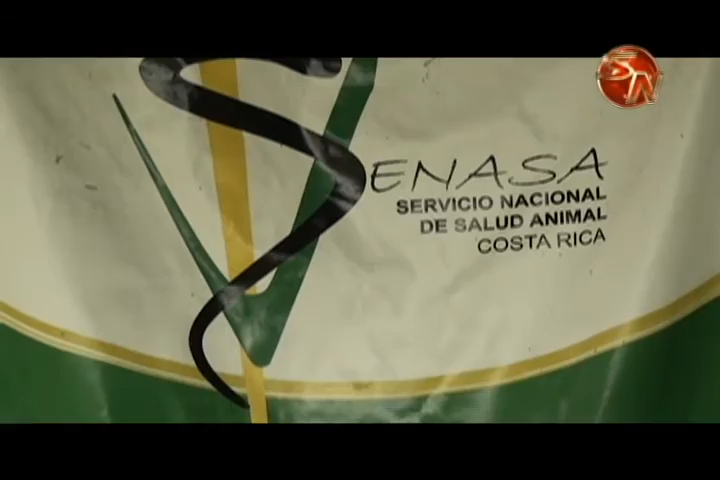 SENASA
SERVICIO NACIONAL
DE SALUD ANIMAL
COSTA RICA